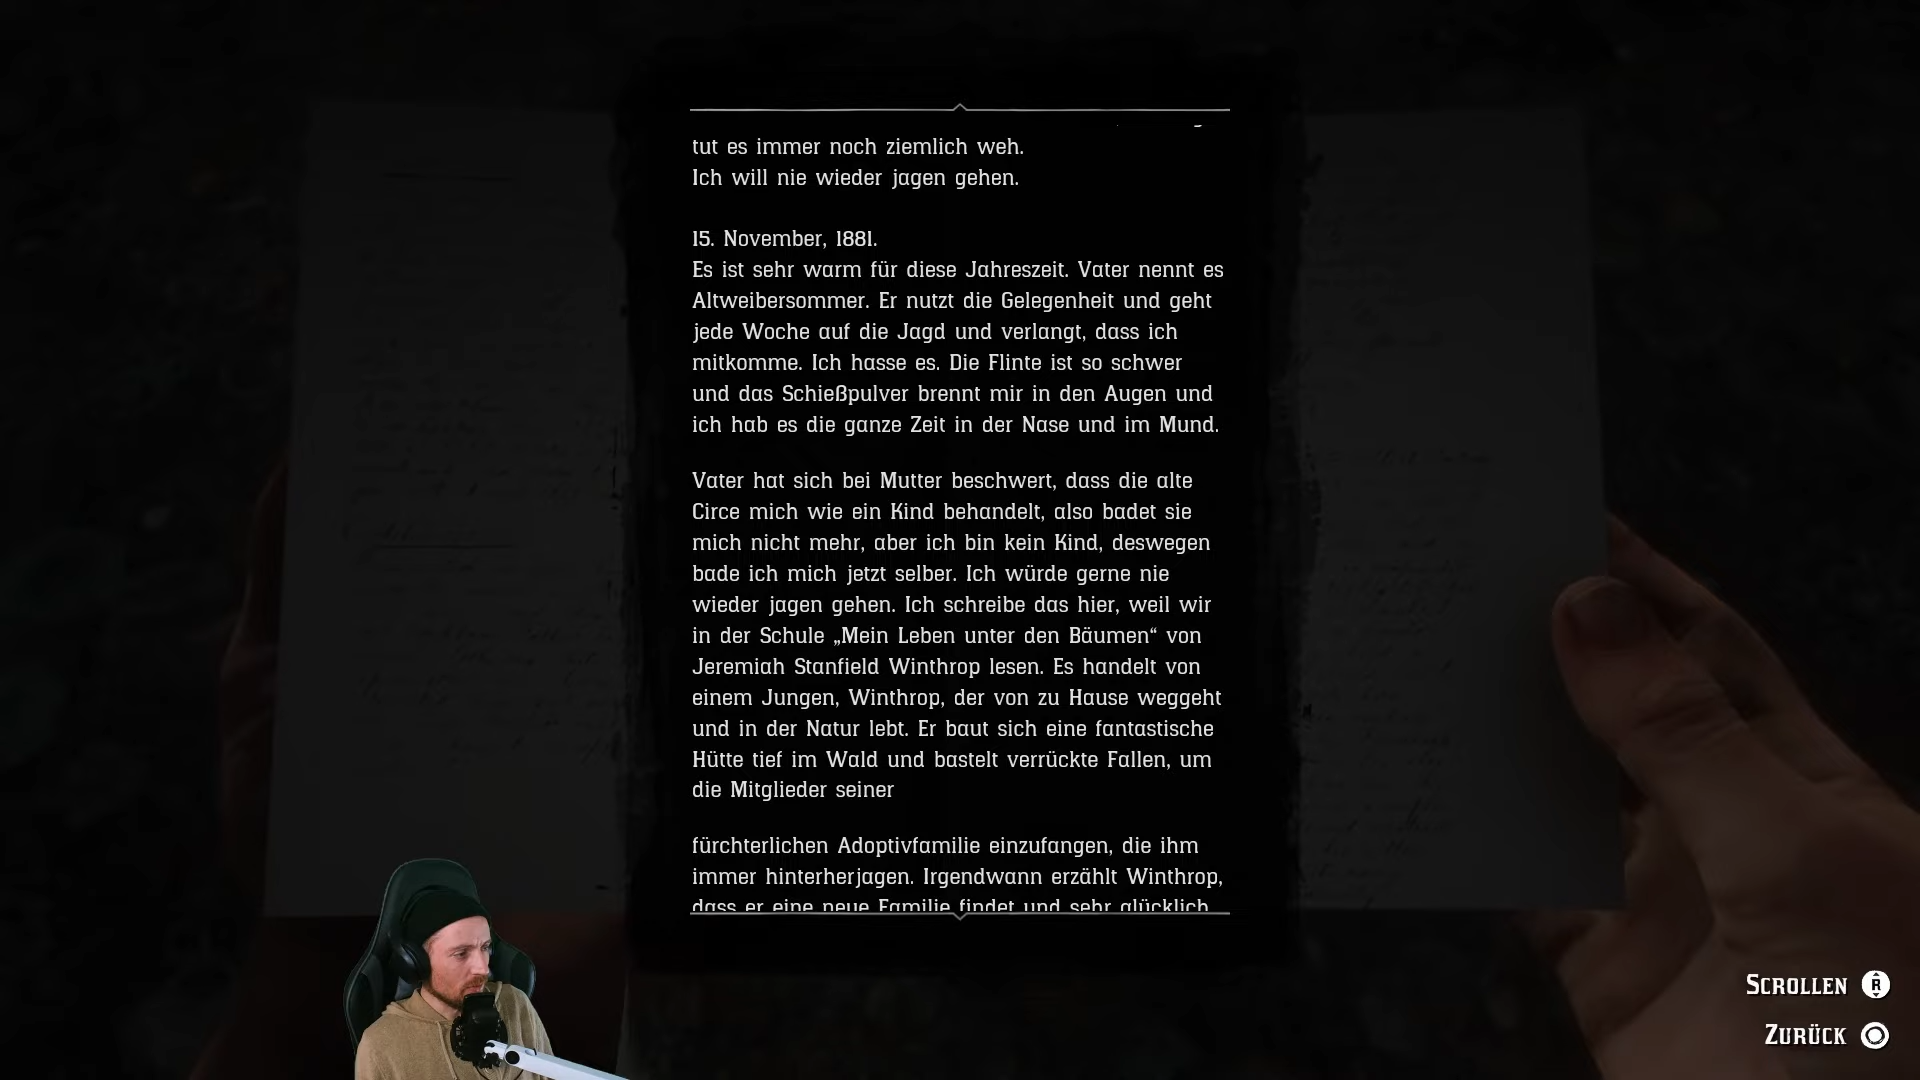 tut es immer noch ziemlich weh.
Ich will nie wieder jagen gehen.
15. November, 1881.
Es ist sehr warm für diese Jahreszeit. Vater nennt es
Altweibersommer. Er nutzt die Gelegenheit und geht
jede Woche auf die Jagd und verlangt, dass ich
mitkomme. Ich hasse es. Die Flinte ist so schwer
und das Schießpulver brennt mir in den Augen und
ich hab es die ganze Zeit in der Nase und im Mund.
Vater hat sich bei Mutter beschwert, dass die alte
Circe mich wie ein Kind behandelt, also badet sie
mich nicht mehr, aber ich bin kein Kind, deswegen
bade ich mich jetzt selber. Ich würde gerne nie
wieder jagen gehen. Ich schreibe das hier, weil wir
in der Schule „Mein Leben unter den Bäumen“ von
Jeremiah Stanfield Winthrop lesen. Es handelt von
einem Jungen, Winthrop, der von zu Hause weggeht
und in der Natur lebt. Er baut sich eine fantastische
Hütte tief im Wald und bastelt verrückte Fallen, um
die Mitglieder seiner
fürchterlichen Adoptivfamilie einzufangen, die ihm
immer hinterherjagen. Irgendwann erzählt Winthrop,
dass er eine neue Familie findet und sehr glücklich
Scrollen R
Zurück